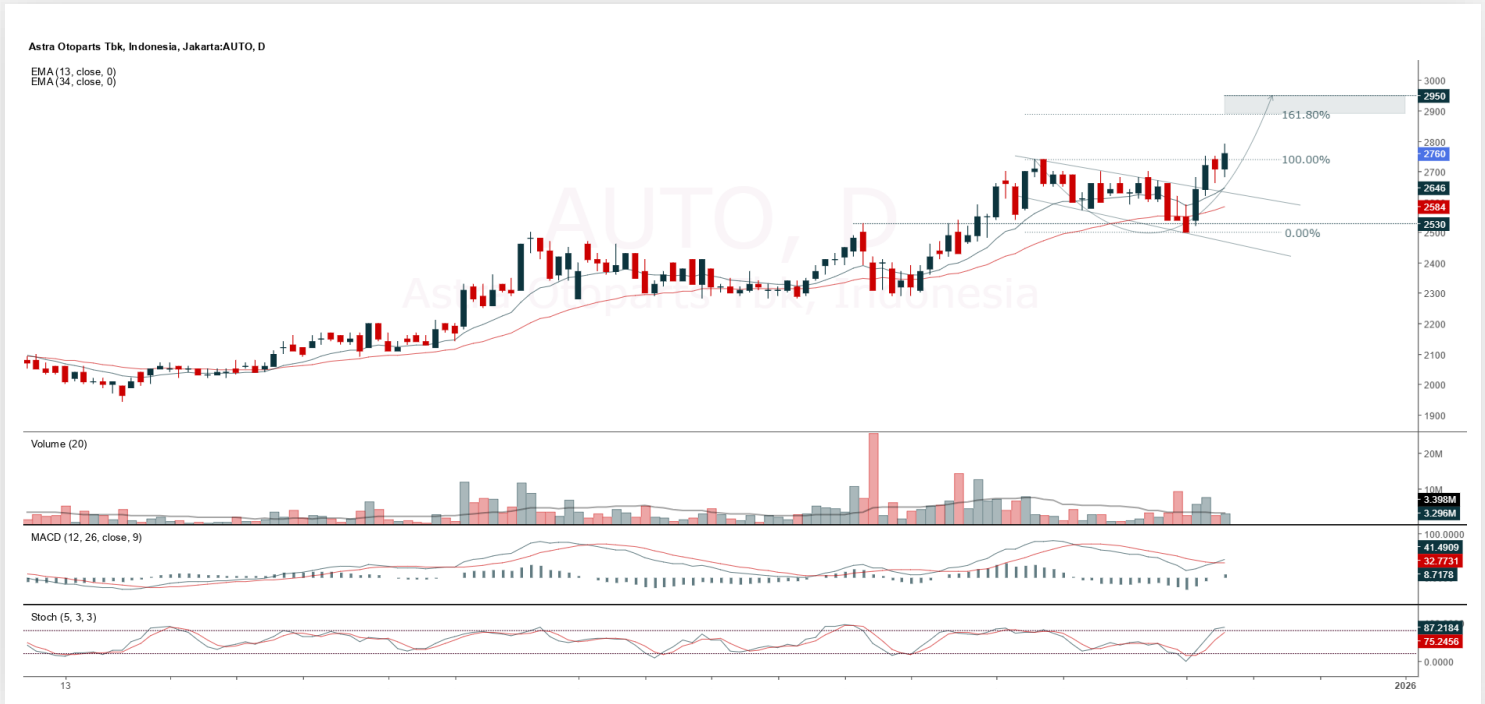 Astra Otoparts Tbk, Indonesia, Jakarta:AUTO, D
EMA (13, close, 0)
EMA (34, close, 0)
AUTO, D
Astra Otoparts Tbk, Indonesia
3000
2950
2900
161.80%
2800
2760
100.00%
2700
2646
2584
2530
2500
0.00%
2400
2300
2200
2100
2000
1900
Volume (20)
20M
10M
3.398M
3.296M
MACD (12, 26, close, 9)
100.0000
41.4909
32.7731
8.7178
Stoch (5, 3, 3)
87.2184
75.2456
0.0000
13
2026